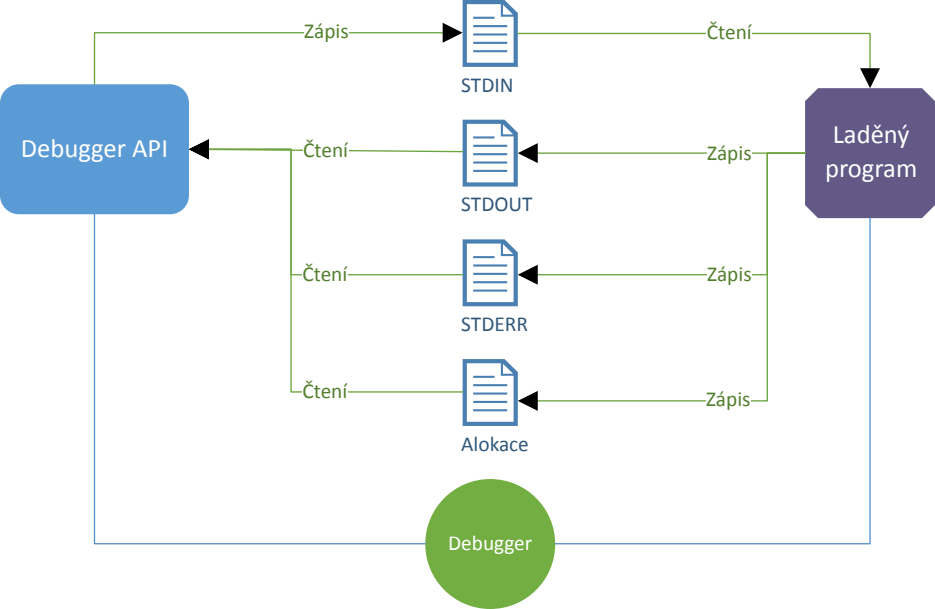 Zápis
Čtení
STDIN
Debugger API
Laděný
program
Čtení
Zápis
STDOUT
Čtení
Zápis
STDERR
Čtení
Zápis
Alokace
Debugger